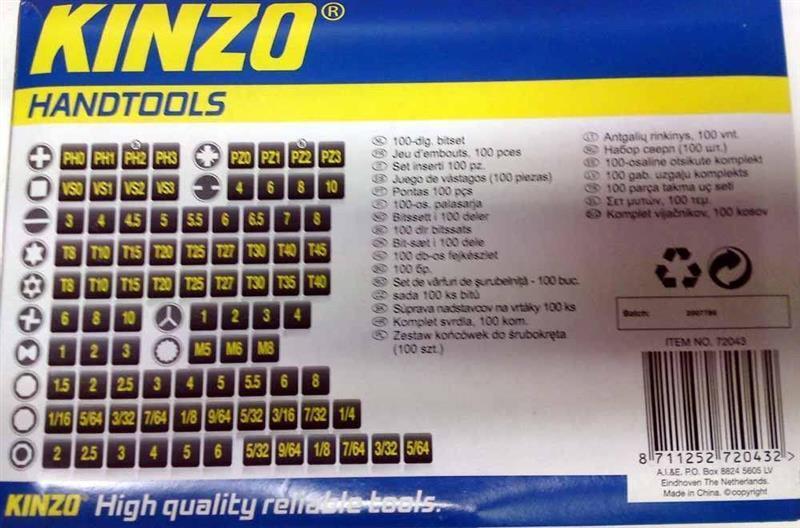 KINZO®
HANDTOOLS
PH0 PH1 PH2 PH3 PZ0 PZ1 PZ2 PZ3
VS0 VS1 VS2 VS3 4 6 8 10
3 4 4.5 5 5.5 6 6.5 7 8
T8 T10 T15 T20 T25 T27 T30 T40 T45
T8 T10 T15 T20 T25 T27 T30 T35 T40
6 8 10 1 2 3 4
1 2 3 M5 M6 M8
1.5 2 2.5 3 4 5 5.5 6 8
1/16 5/64 3/32 7/64 1/8 9/64 5/32 3/16 7/32 1/4
2 2.5 3 4 5 6 5/32 9/64 1/8 7/64 3/32 5/64
100-dlg. bitset
Jeu d'embouts, 100 pces
Set inserti 100 pz.
Juego de vástagos (100 piezas)
Pontas 100 pçs
100-os. palasarja
Bitssett i 100 deler
100 dlr bitssats
Bit-sæt i 100 dele
100 db-os fejkészlet
100 бр.
Set de vârfuri de şurubelniţă - 100 buc.
sada 100 ks bitů
Súprava nadstavcov na vrtáky 100 ks
Komplet svrdla, 100 kom.
Zestaw końcówek do śrubokręta
(100 szt.)
Antgalių rinkinys, 100 vnt.
Набор сверл (100 шт.)
100-osaline otsikute komplekt
100 gab. uzgaļu komplekts
100 parça takma uç seti
Σετ μυτών, 100 τεμ.
Komplet vijačnikov, 100 kosov
Batch:
ITEM NO. 72043
8 711252 720432 >
A.I.&E. P.O. Box 8824 5605 LV
Eindhoven The Netherlands.
Made in China. ©copyright
KINZO® High quality reliable tools.